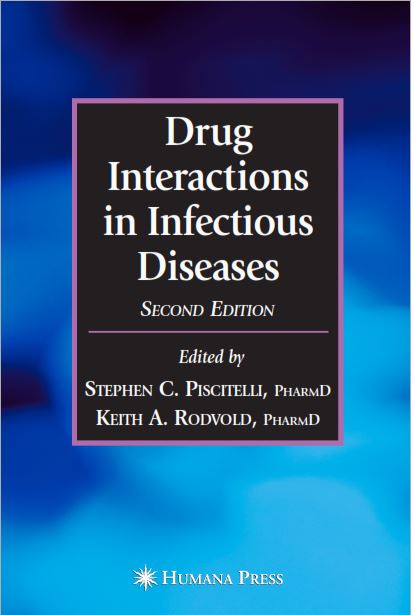 Drug
Interactions
in Infectious
Diseases
Second Edition
Edited by
Stephen C. Piscitelli, PharmD
Keith A. Rodvold, PharmD
Humana Press